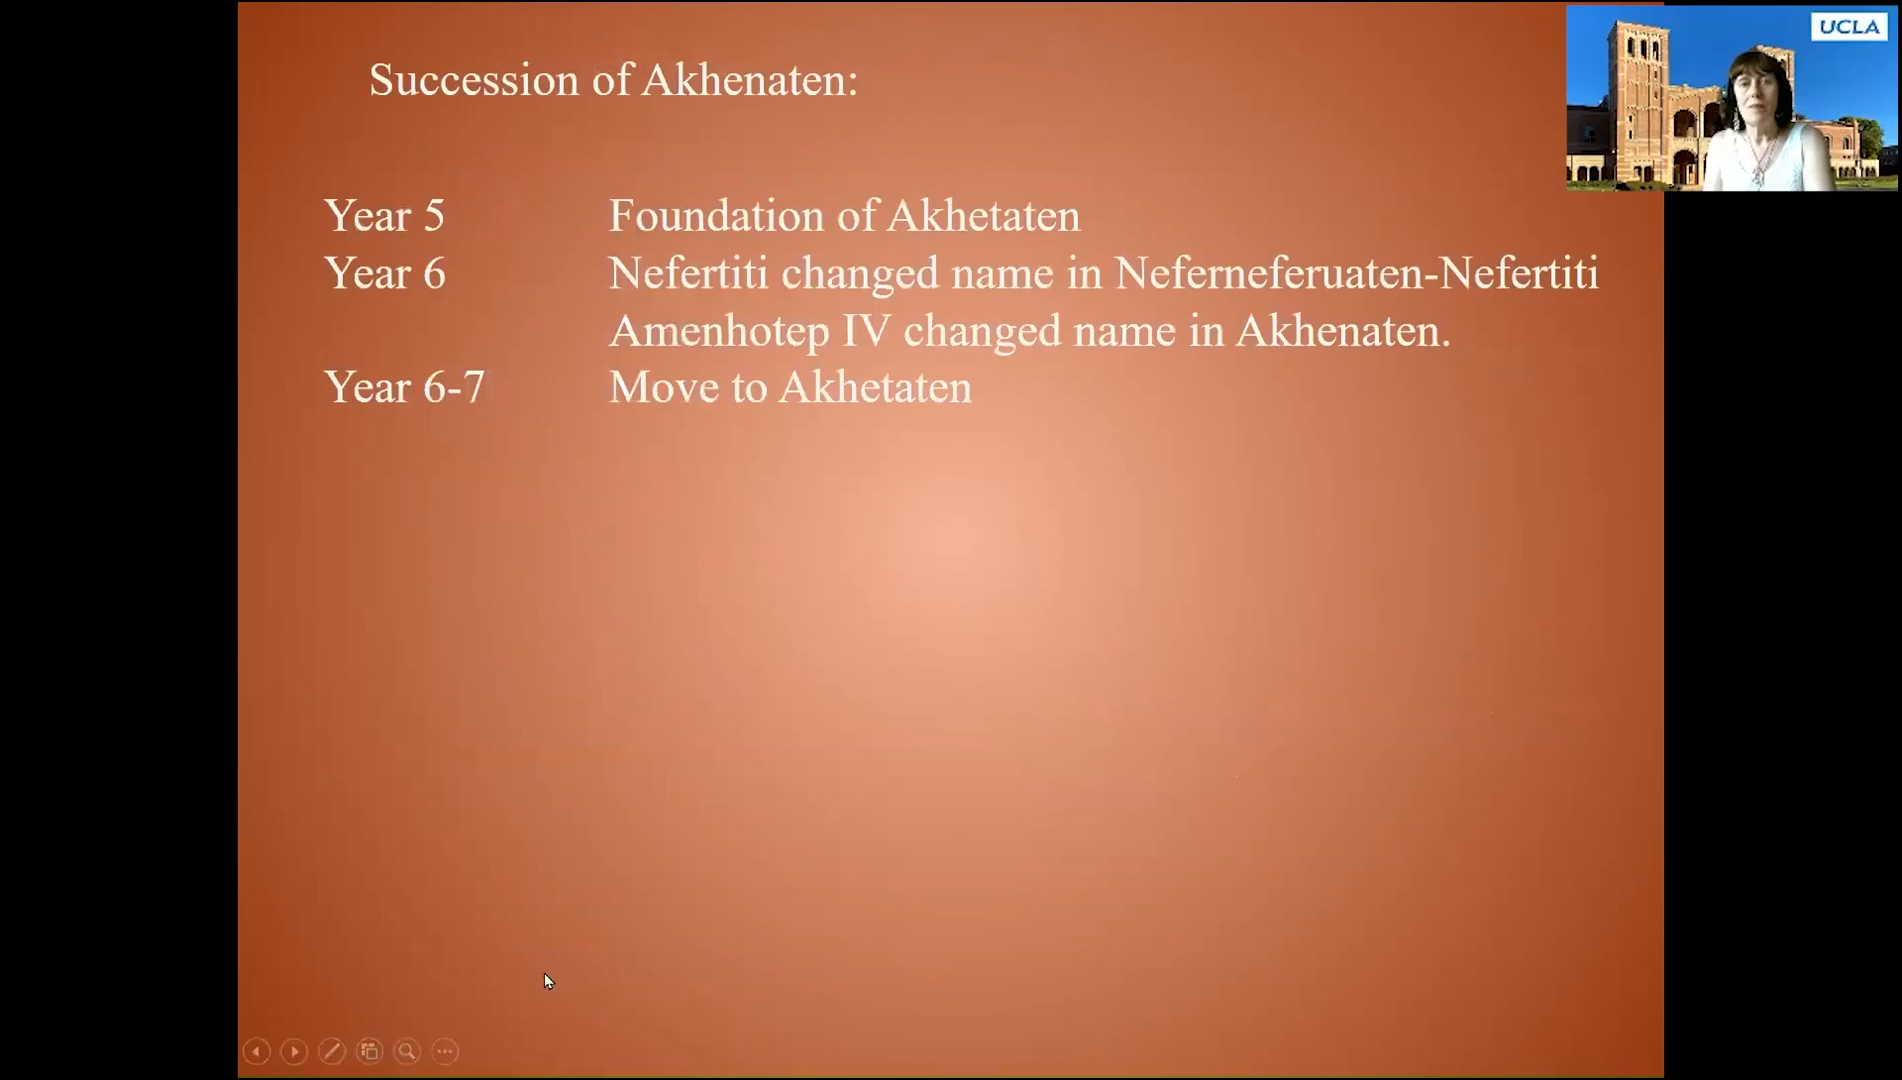 Succession of Akhenaten:
UCLA
Year 5 Foundation of Akhetaten
Year 6 Nefertiti changed name in Neferneferuaten-Nefertiti
Amenhotep IV changed name in Akhenaten.
Year 6-7 Move to Akhetaten